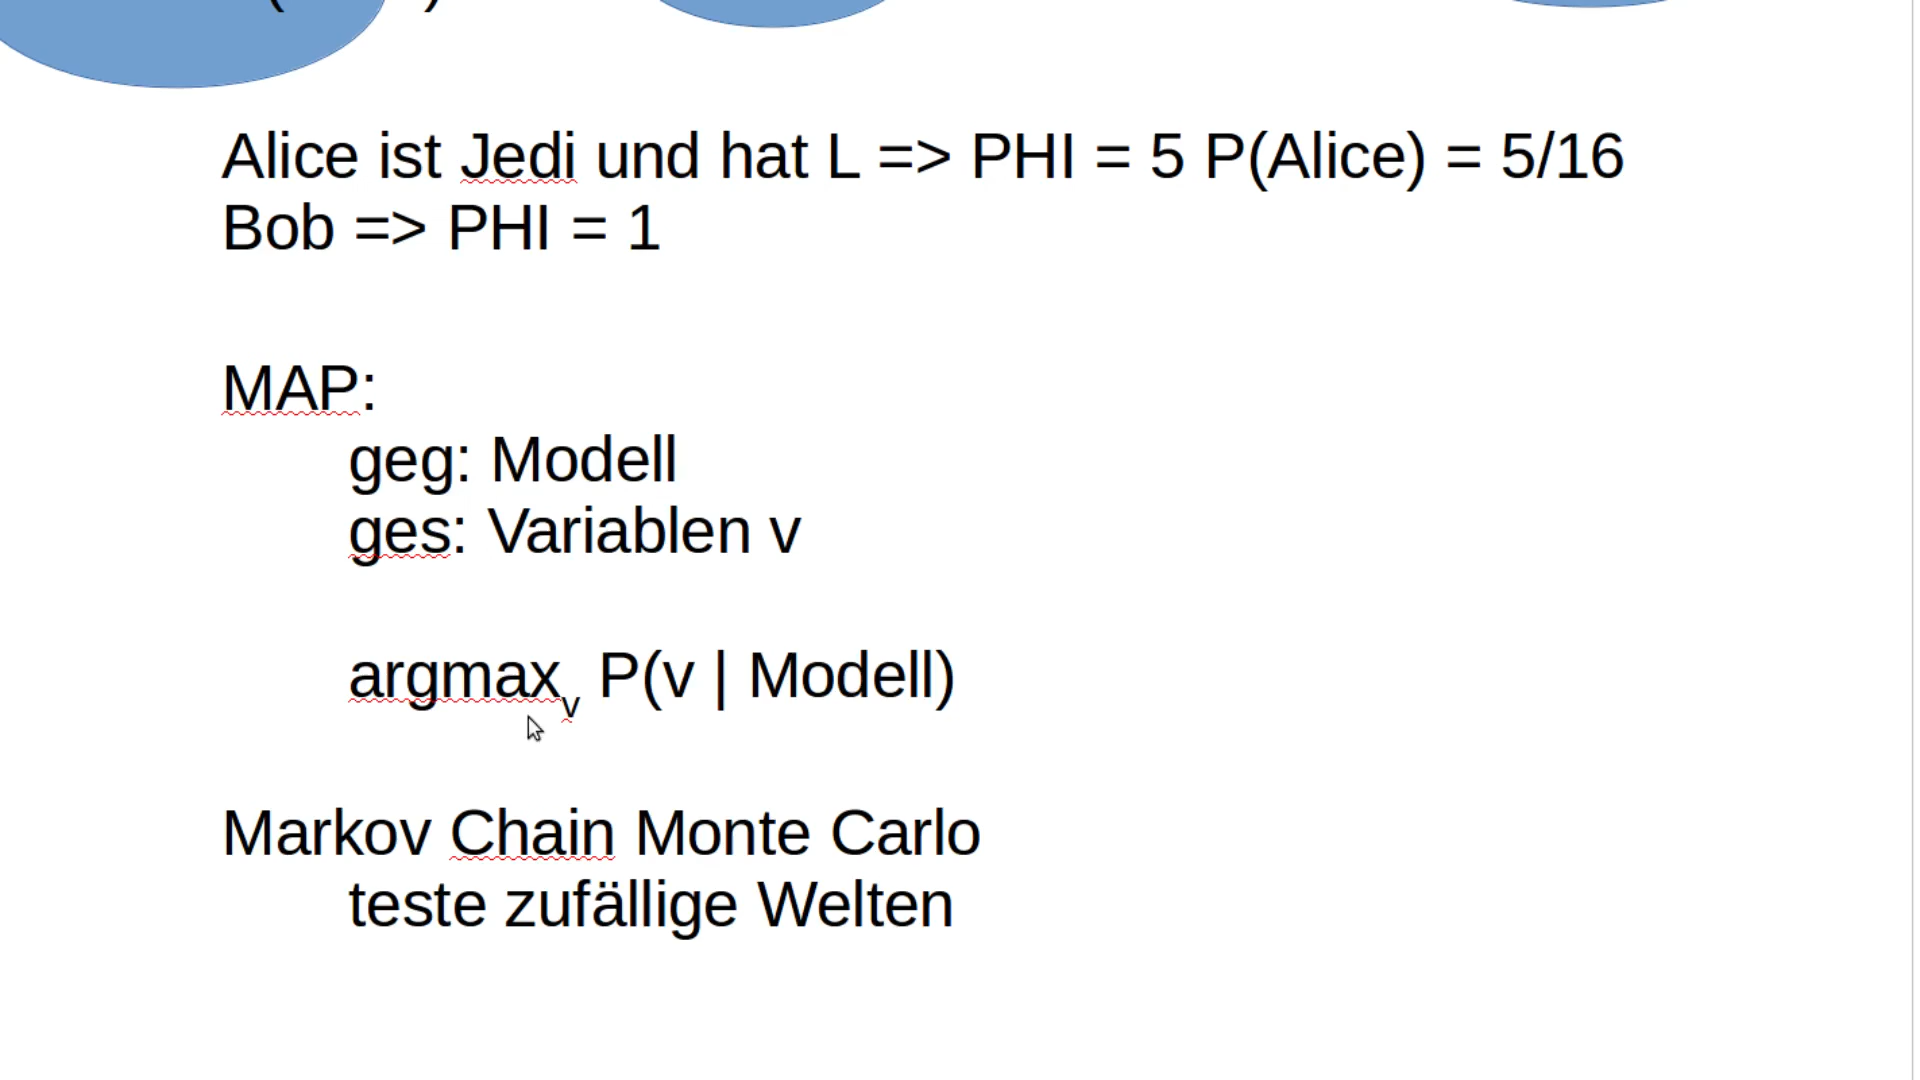 Alice ist Jedi und hat L => PHI = 5 P(Alice) = 5/16
Bob => PHI = 1
MAP:
geg: Modell
ges: Variablen v
argmaxv P(v | Modell)
Markov Chain Monte Carlo
teste zufällige Welten